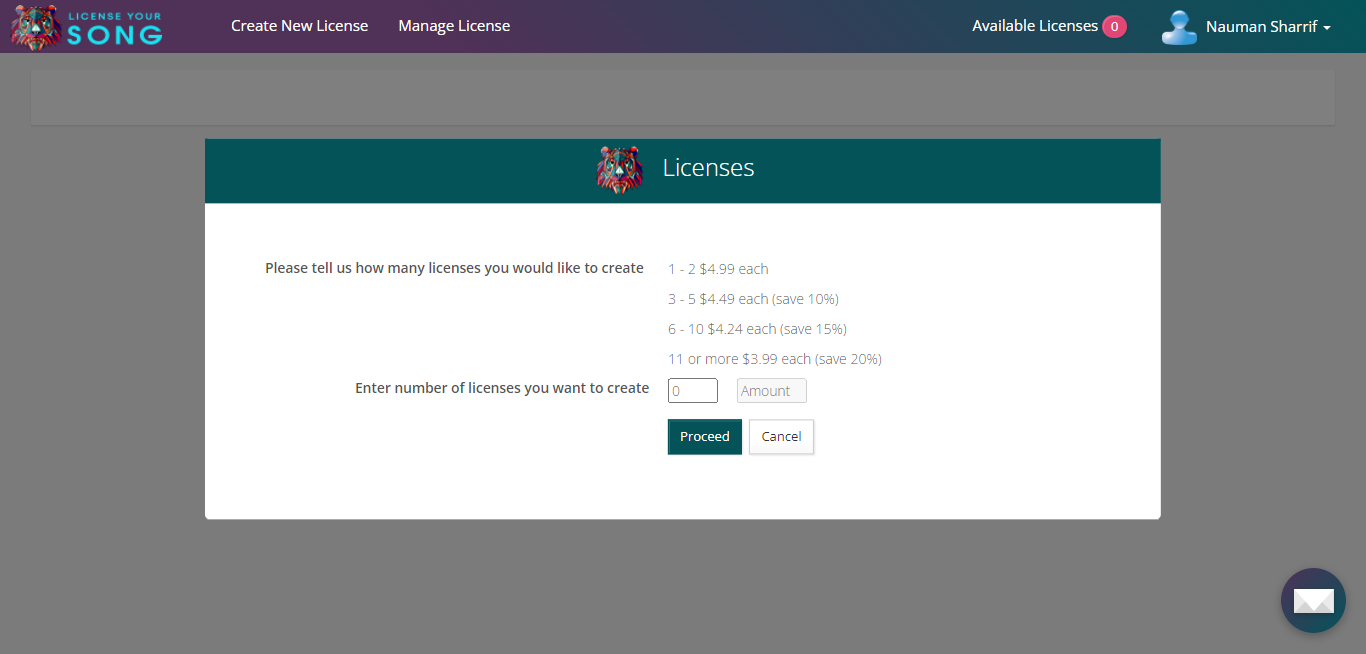 LICENSE YOUR
SONG
Create New License
Manage License
Available Licenses 0
Nauman Sharrif
Licenses
Please tell us how many licenses you would like to create
1 - 2 $4.99 each
3 - 5 $4.49 each (save 10%)
6 - 10 $4.24 each (save 15%)
11 or more $3.99 each (save 20%)
Enter number of licenses you want to create
0
Amount
Proceed
Cancel